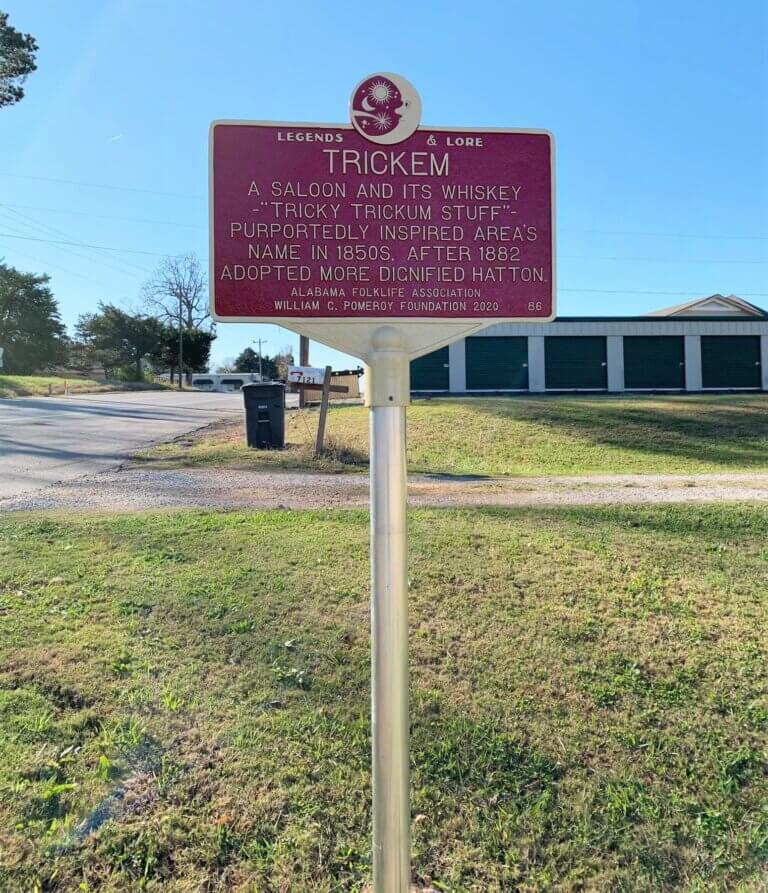 LEGENDS & LORE
TRICKEM
A SALOON AND ITS WHISKEY
-"TRICKY TRICKUM STUFF"-
PURPORTEDLY INSPIRED AREA'S
NAME IN 1850S. AFTER 1882
ADOPTED MORE DIGNIFIED HATTON.
ALABAMA FOLKLIFE ASSOCIATION
WILLIAM G. POMEROY FOUNDATION 2020 86
7121